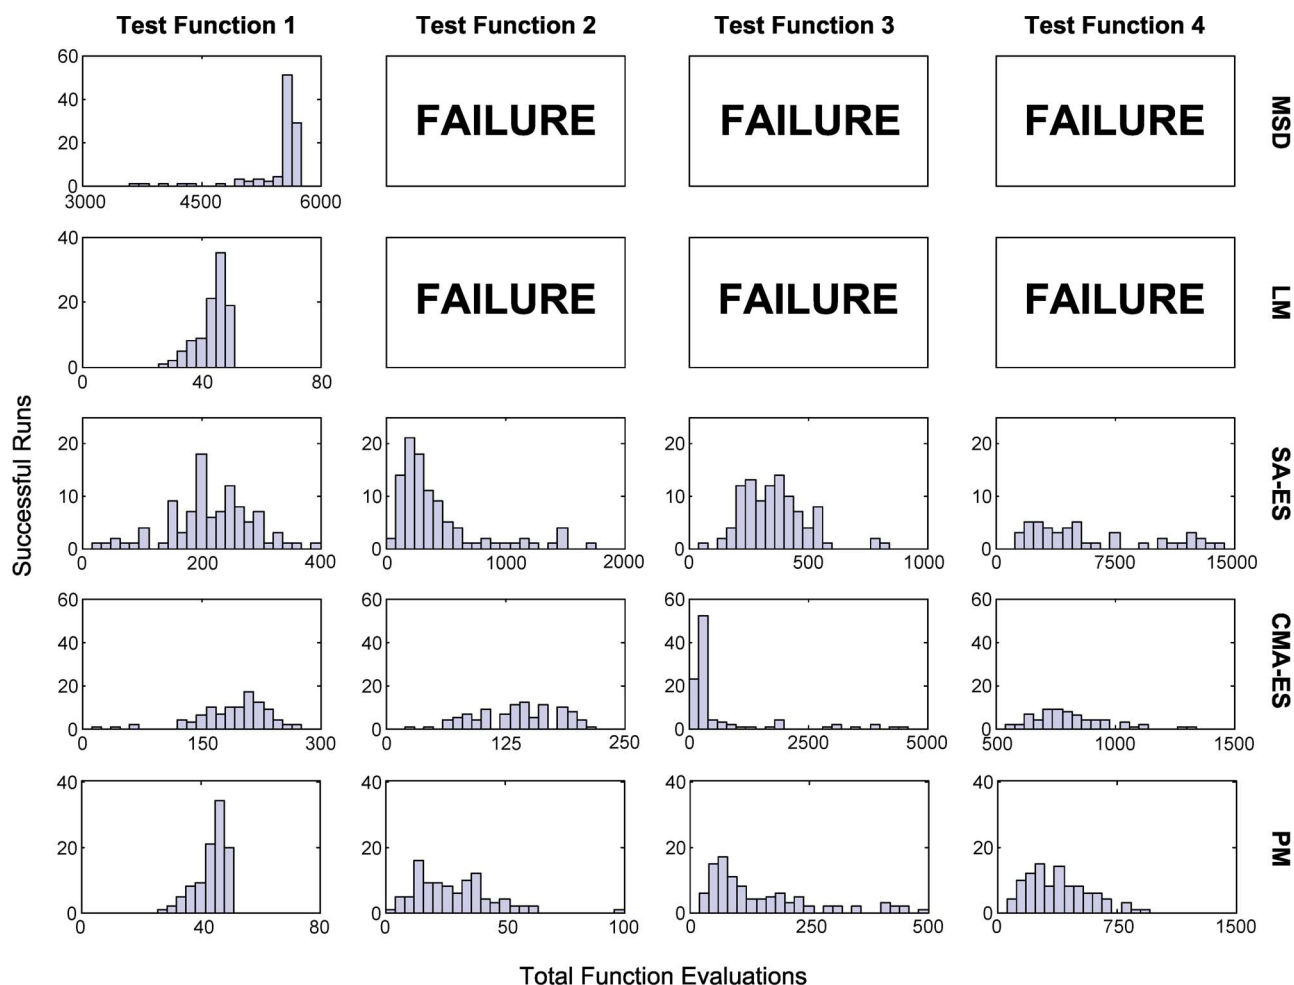 Test Function 1 Test Function 2 Test Function 3 Test Function 4
60
40
20
0
3000 4500 6000
FAILURE FAILURE FAILURE
MSD
40
20
0
0 40 80
FAILURE FAILURE FAILURE
LM
Successful Runs
20
10
0
200 400
20
10
0
0 1000 2000
20
10
0
0 500 1000
20
10
0
0 7500 15000
SA-ES
60
40
20
0
0 150 300
60
40
20
0
0 125 250
60
40
20
0
0 2500 5000
60
40
20
0
500 1000 1500
CMA-ES
40
20
0
0 40 80
40
20
0
0 50 100
40
20
0
0 250 500
40
20
0
0 750 1500
PM
Total Function Evaluations